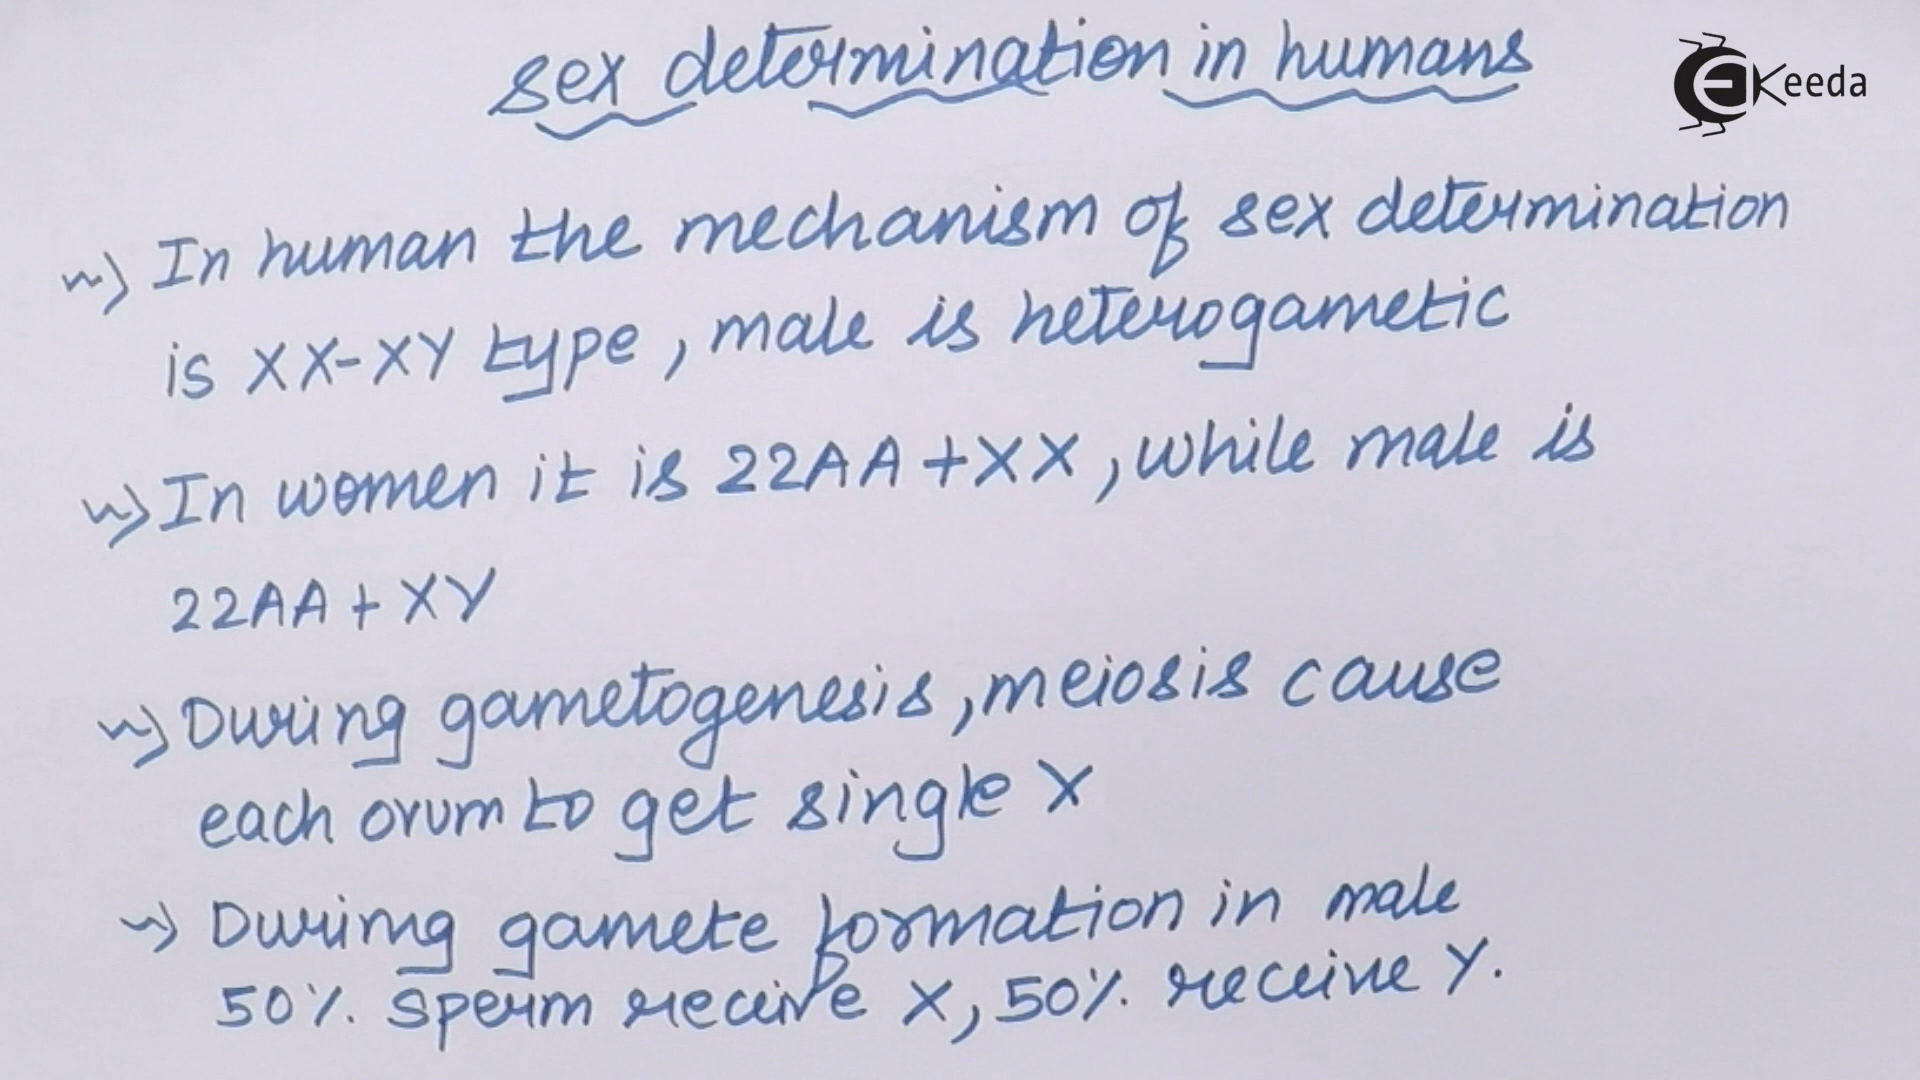 sex determination in humans
eKeeda
In human the mechanism of sex determination
is XX-XY type, male is heterogametic
In women it is 22AA+XX, while male is
22AA + XY
During gametogenesis, meiosis cause
each ovum to get single X
During gamete formation in male
50%. sperm receive X, 50%. receive Y.